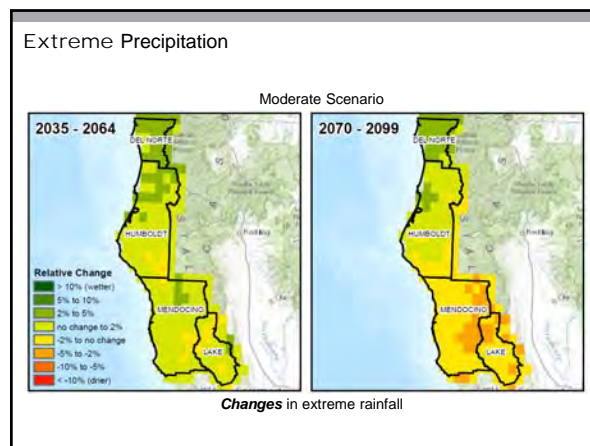 Extreme Precipitation
Moderate Scenario
2035 - 2064
DEL NORTE
HUMBOLDT
Redding
MENDOCINO
LAKE
Relative Change
> 10% (wetter)
5% to 10%
2% to 5%
no change to 2%
-2% to no change
-5% to -2%
-10% to -5%
< -10% (drier)
2070 - 2099
DEL NORTE
HUMBOLDT
Redding
MENDOCINO
LAKE
Changes in extreme rainfall